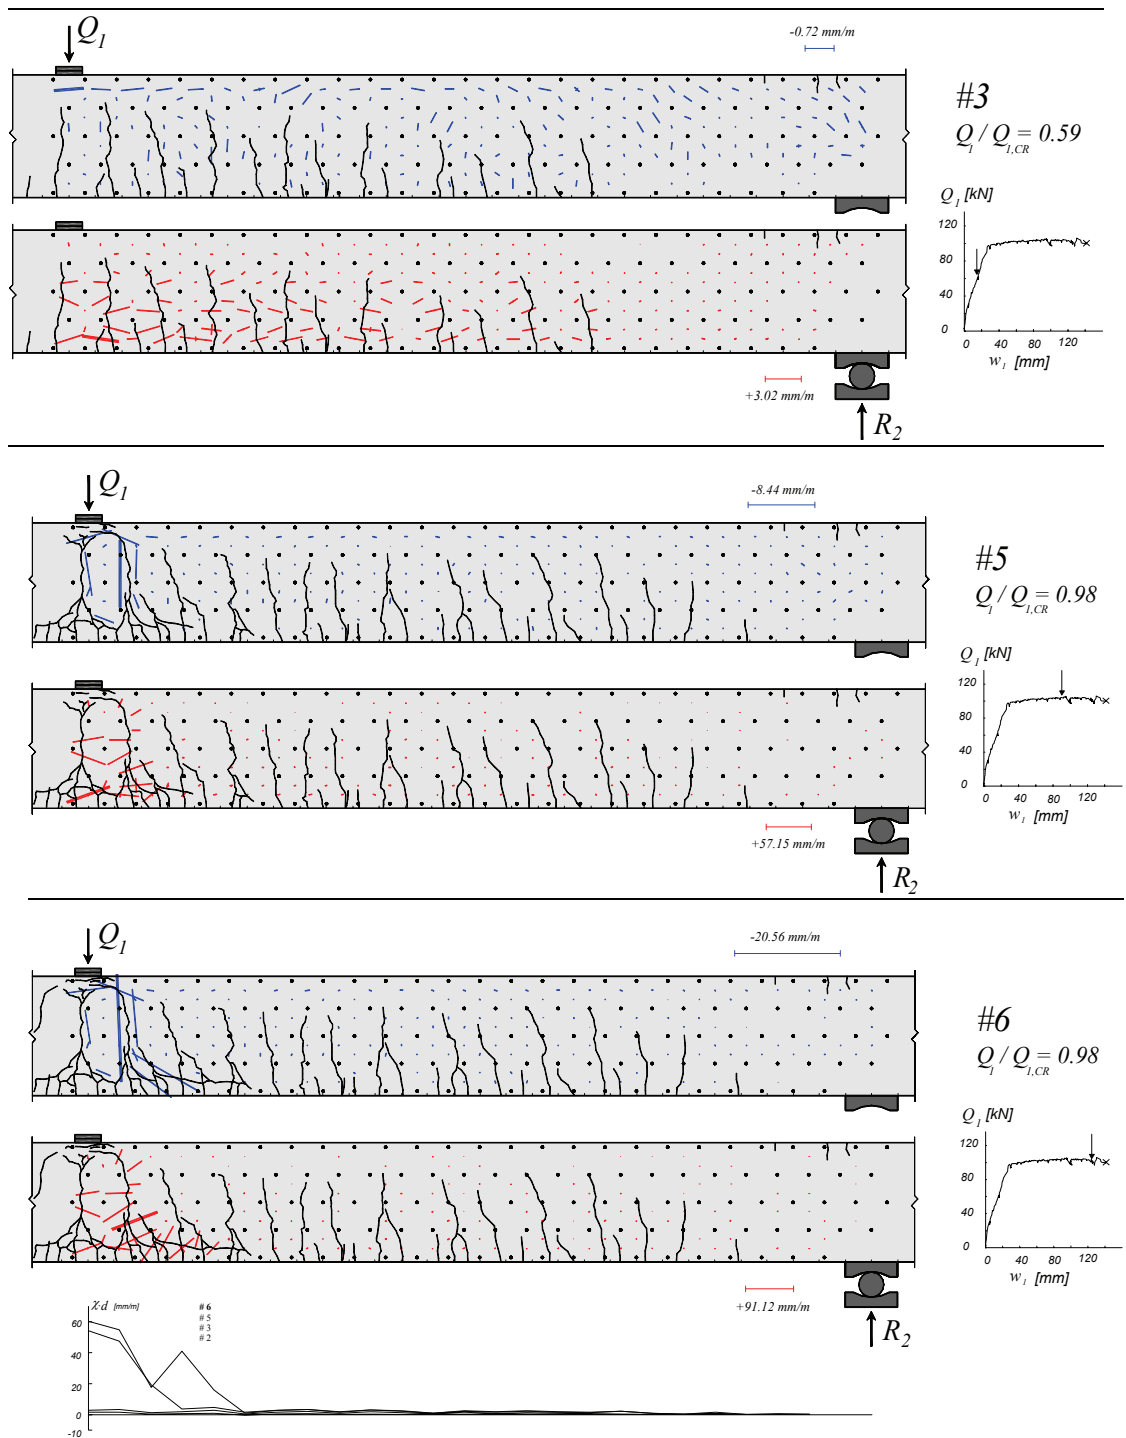 Q1
-0.72 mm/m
#3
Q1 / Q1,CR = 0.59
Q1 [kN]
120
80
40
0
0 40 80 120
w1 [mm]
+3.02 mm/m
R2
Q1
-8.44 mm/m
#5
Q1 / Q1,CR = 0.98
Q1 [kN]
120
80
40
0
0 40 80 120
w1 [mm]
+57.15 mm/m
R2
Q1
-20.56 mm/m
#6
Q1 / Q1,CR = 0.98
Q1 [kN]
120
80
40
0
0 40 80 120
w1 [mm]
+91.12 mm/m
R2
χ·d [mm/m]
# 6
# 5
# 3
# 2
60
40
20
0
-10